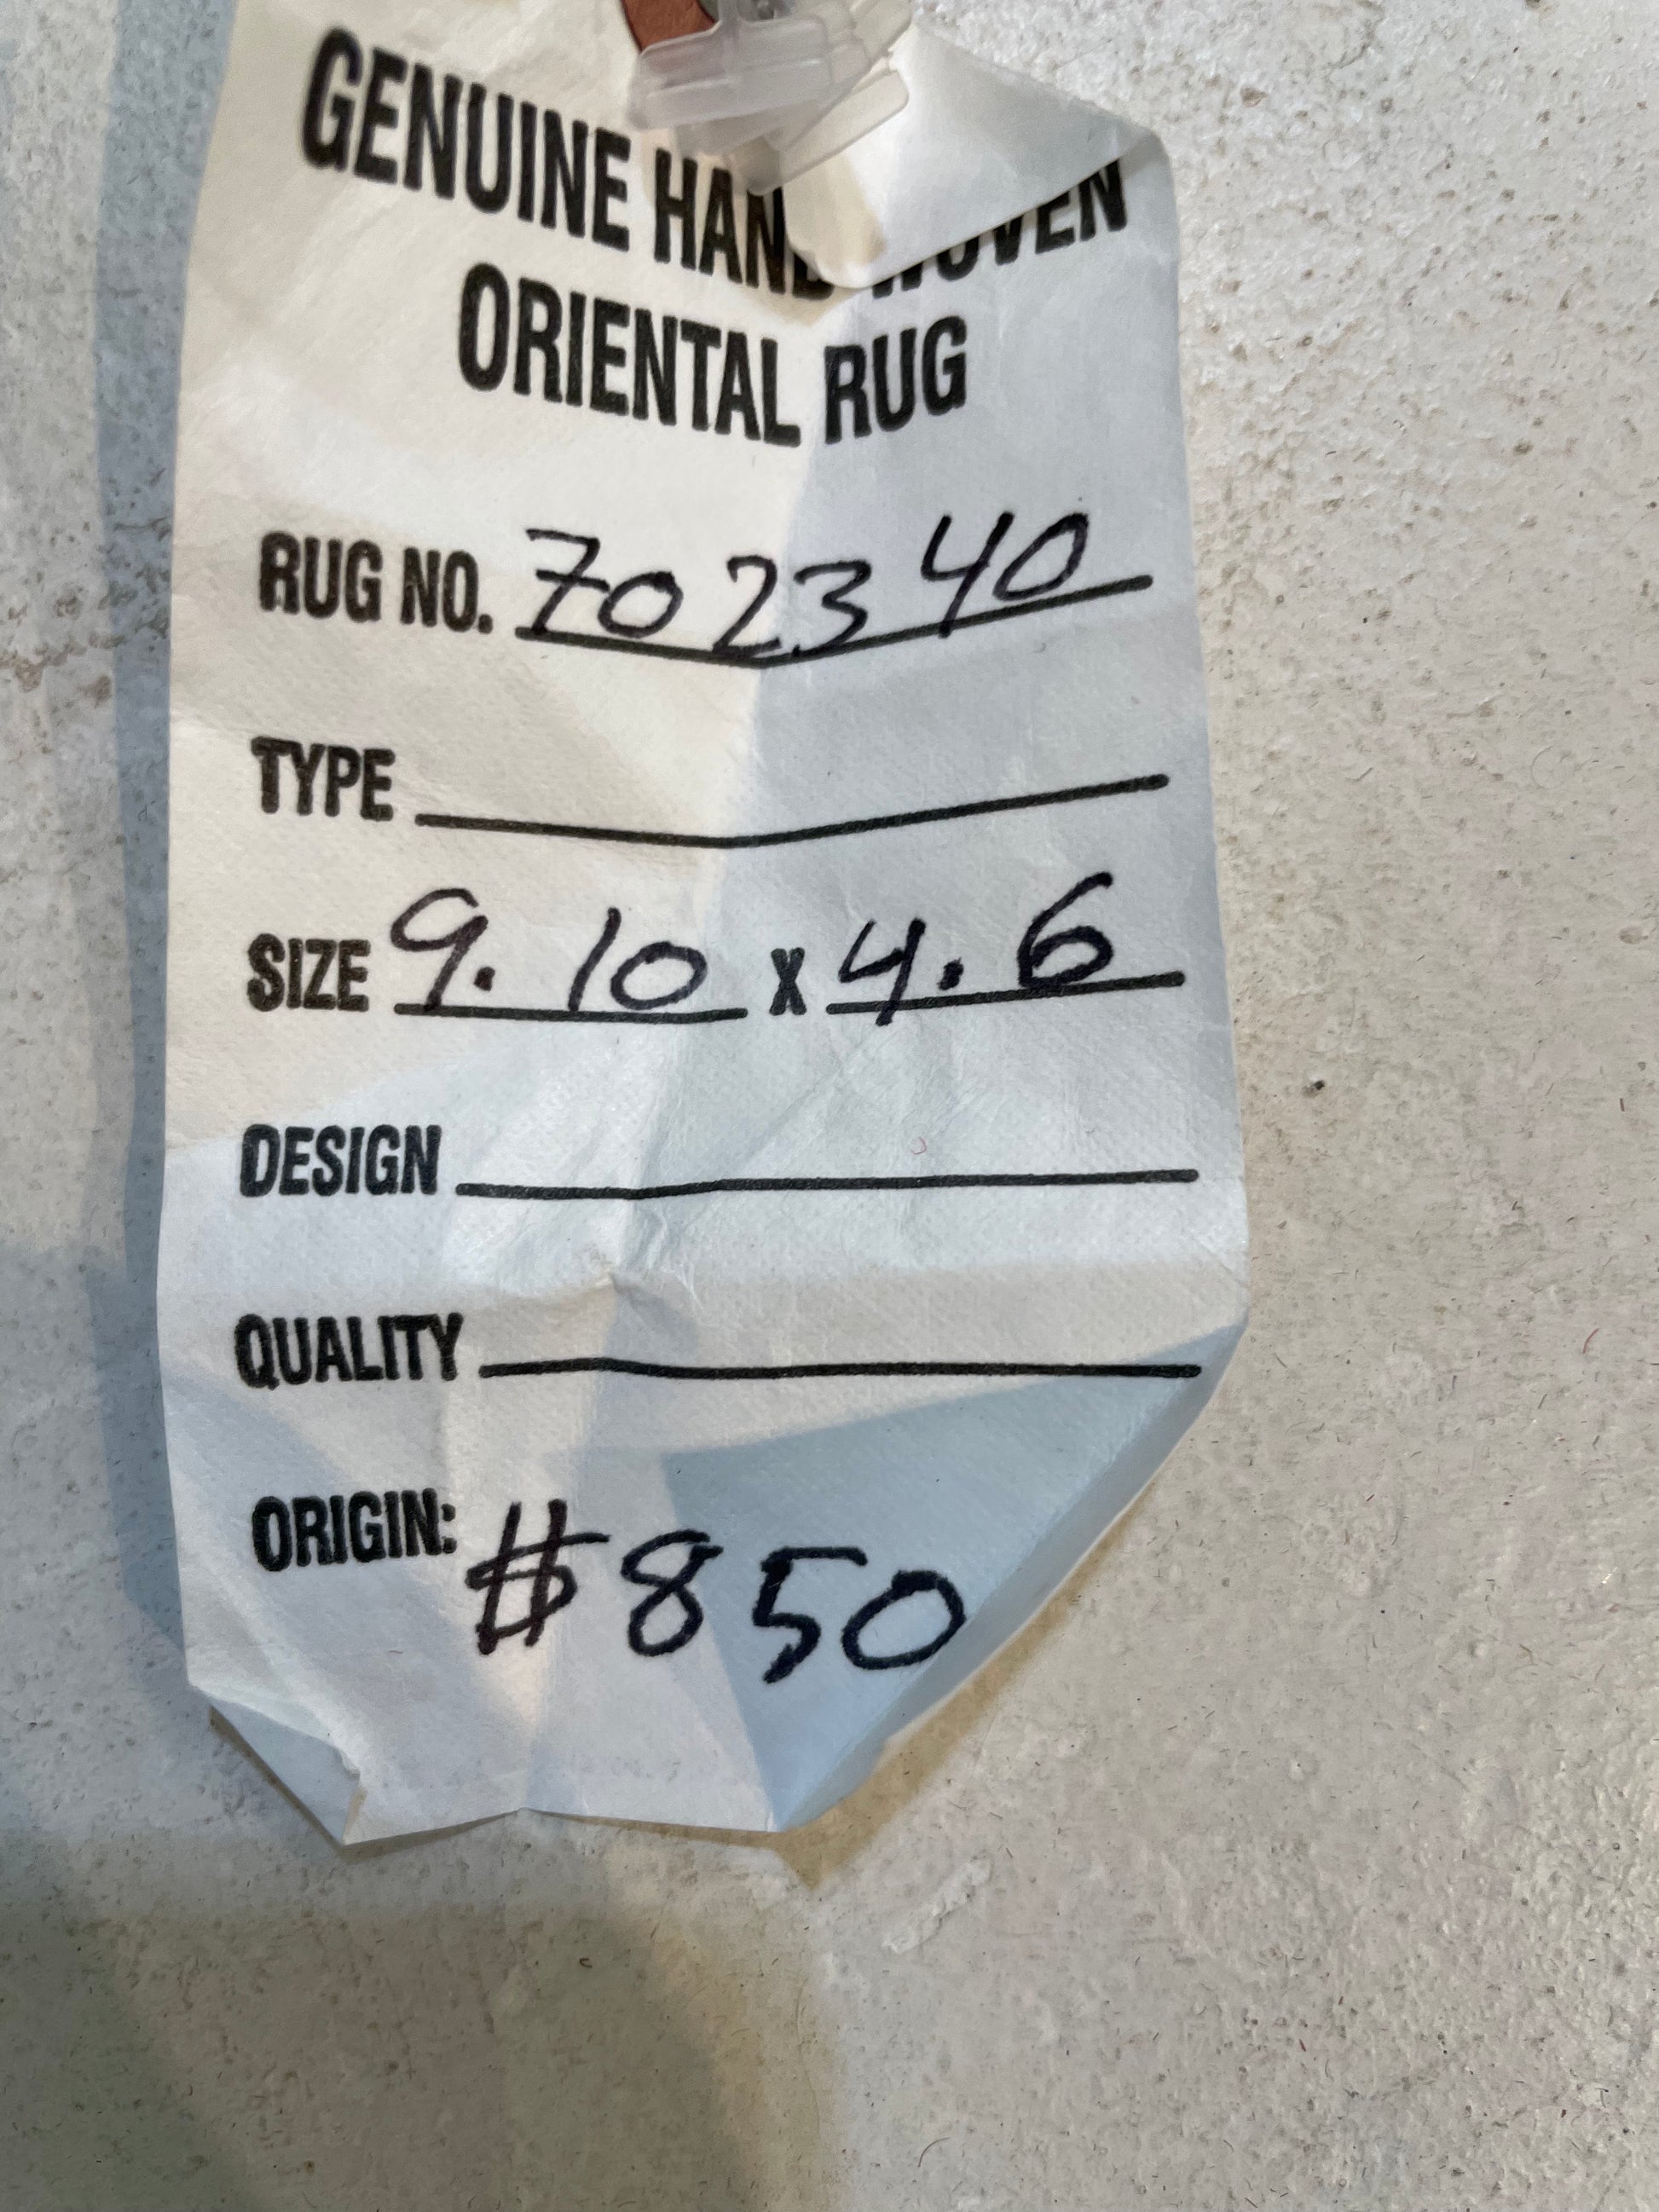 GENUINE HAND WOVEN
ORIENTAL RUG
RUG NO. 702340
TYPE
SIZE 9.10 X 4.6
DESIGN
QUALITY
ORIGIN: $850